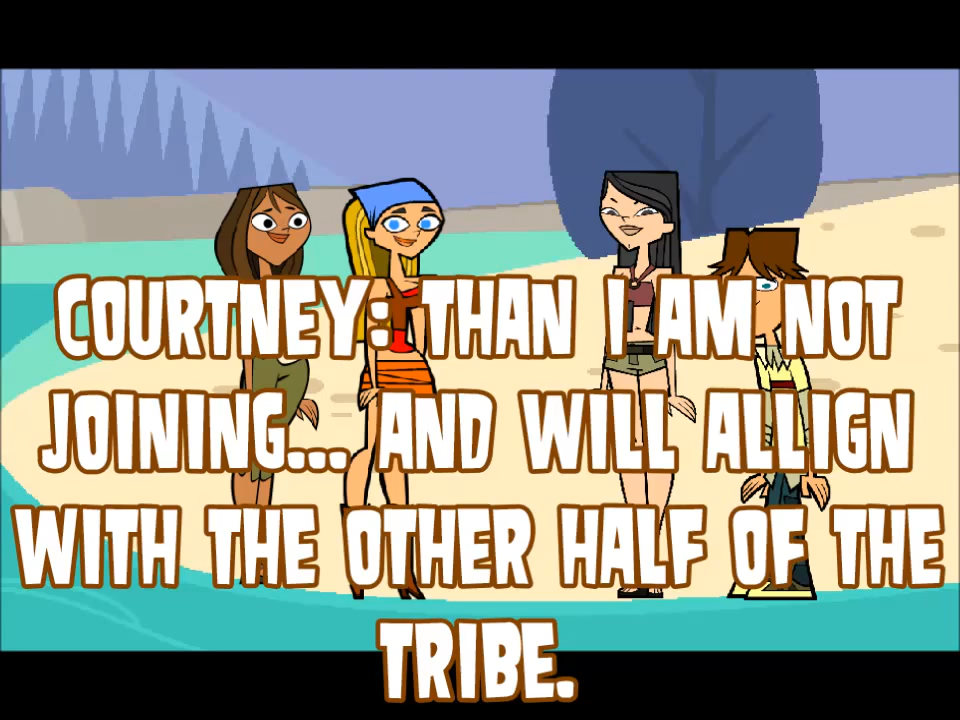 COURTNEY: THAN I AM NOT
JOINING... AND WILL ALLIGN
WITH THE OTHER HALF OF THE
TRIBE.